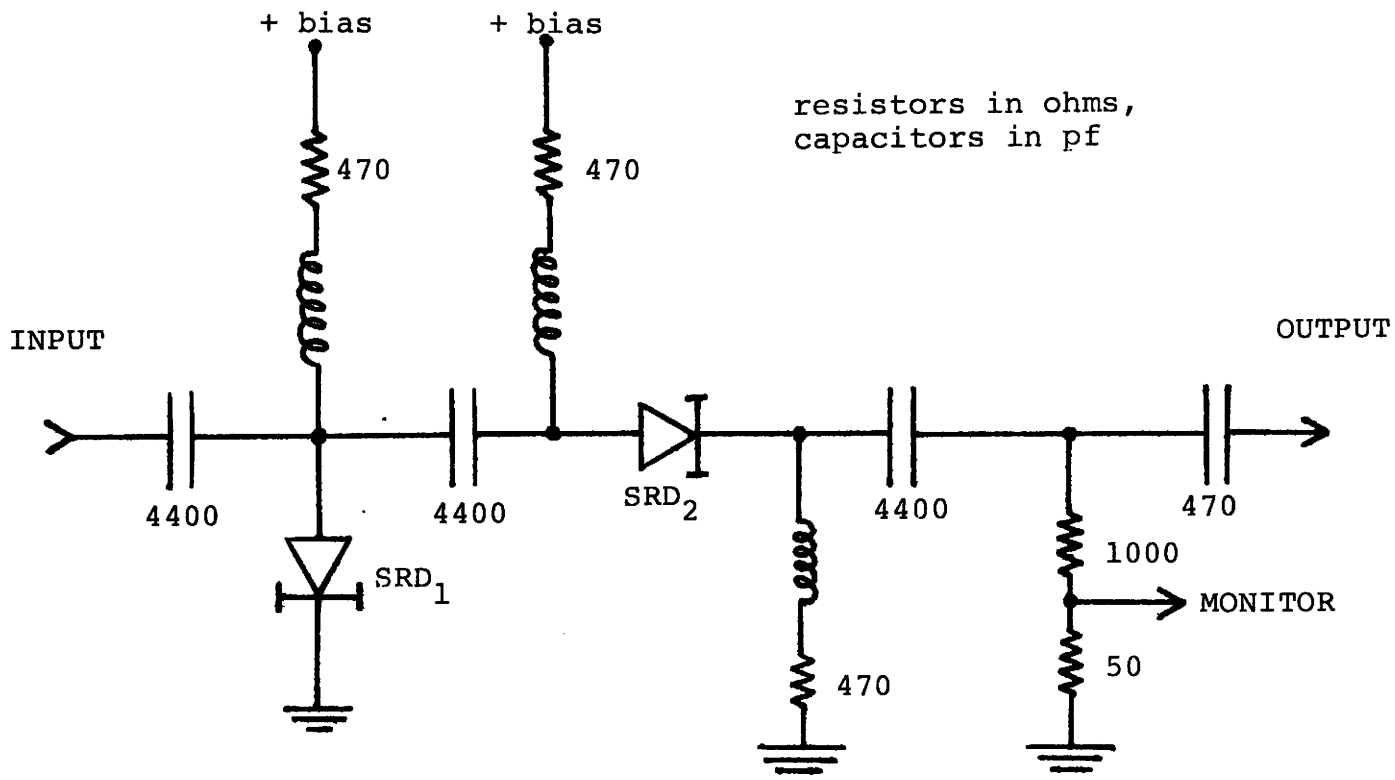 + bias
+ bias
resistors in ohms,
capacitors in pf
470
470
INPUT
OUTPUT
4400
4400
SRD2
4400
470
SRD1
1000
MONITOR
470
50